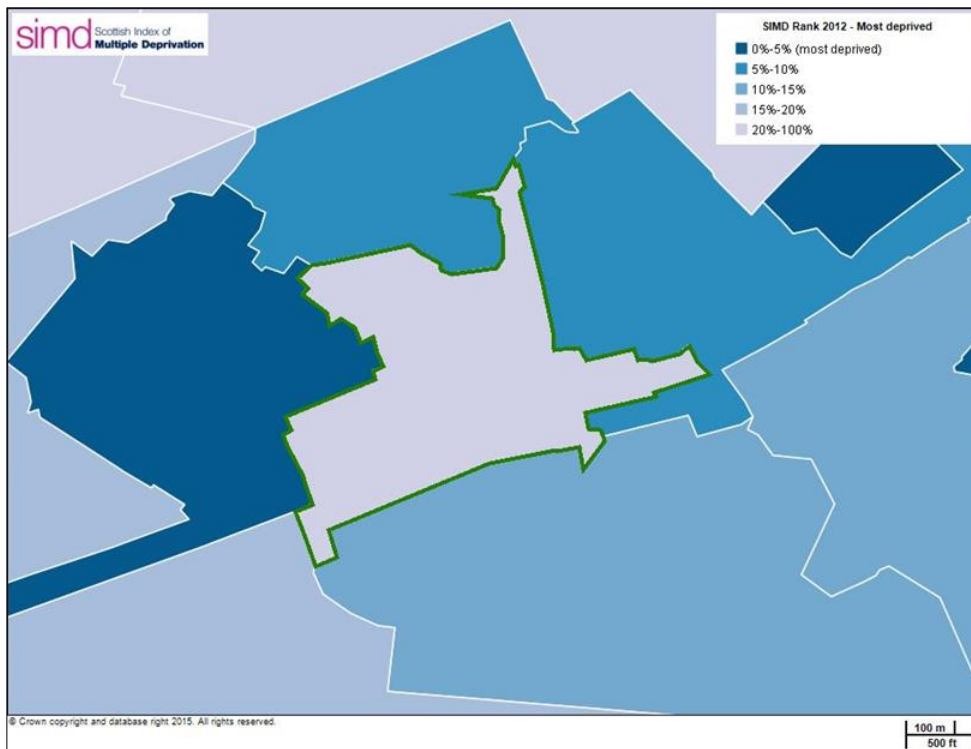 simd Scottish Index of
Multiple Deprivation
SIMD Rank 2012 - Most deprived
0%-5% (most deprived)
5%-10%
10%-15%
15%-20%
20%-100%
© Crown copyright and database right 2015. All rights reserved.
100 m
500 ft